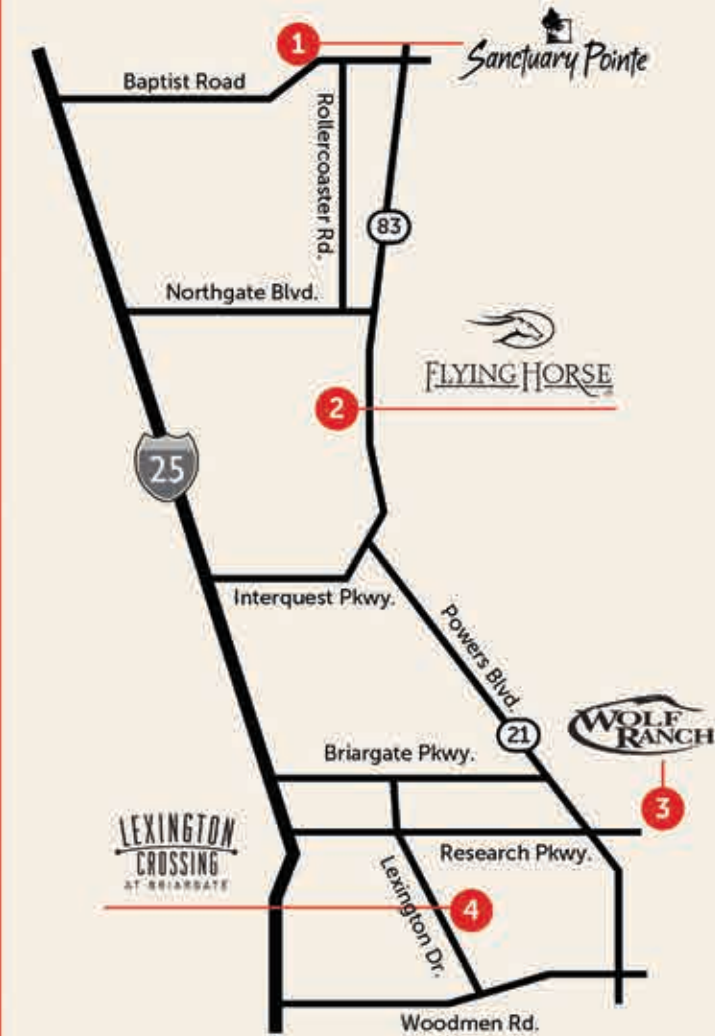 1
Sanctuary Pointe
Baptist Road
Rollercoaster Rd.
83
Northgate Blvd.
FLYING HORSE
2
25
Interquest Pkwy.
Powers Blvd.
21
WOLF
RANCH
Briargate Pkwy.
3
LEXINGTON
CROSSING
AT BRIARGATE
Research Pkwy.
Lexington Dr.
4
Woodmen Rd.